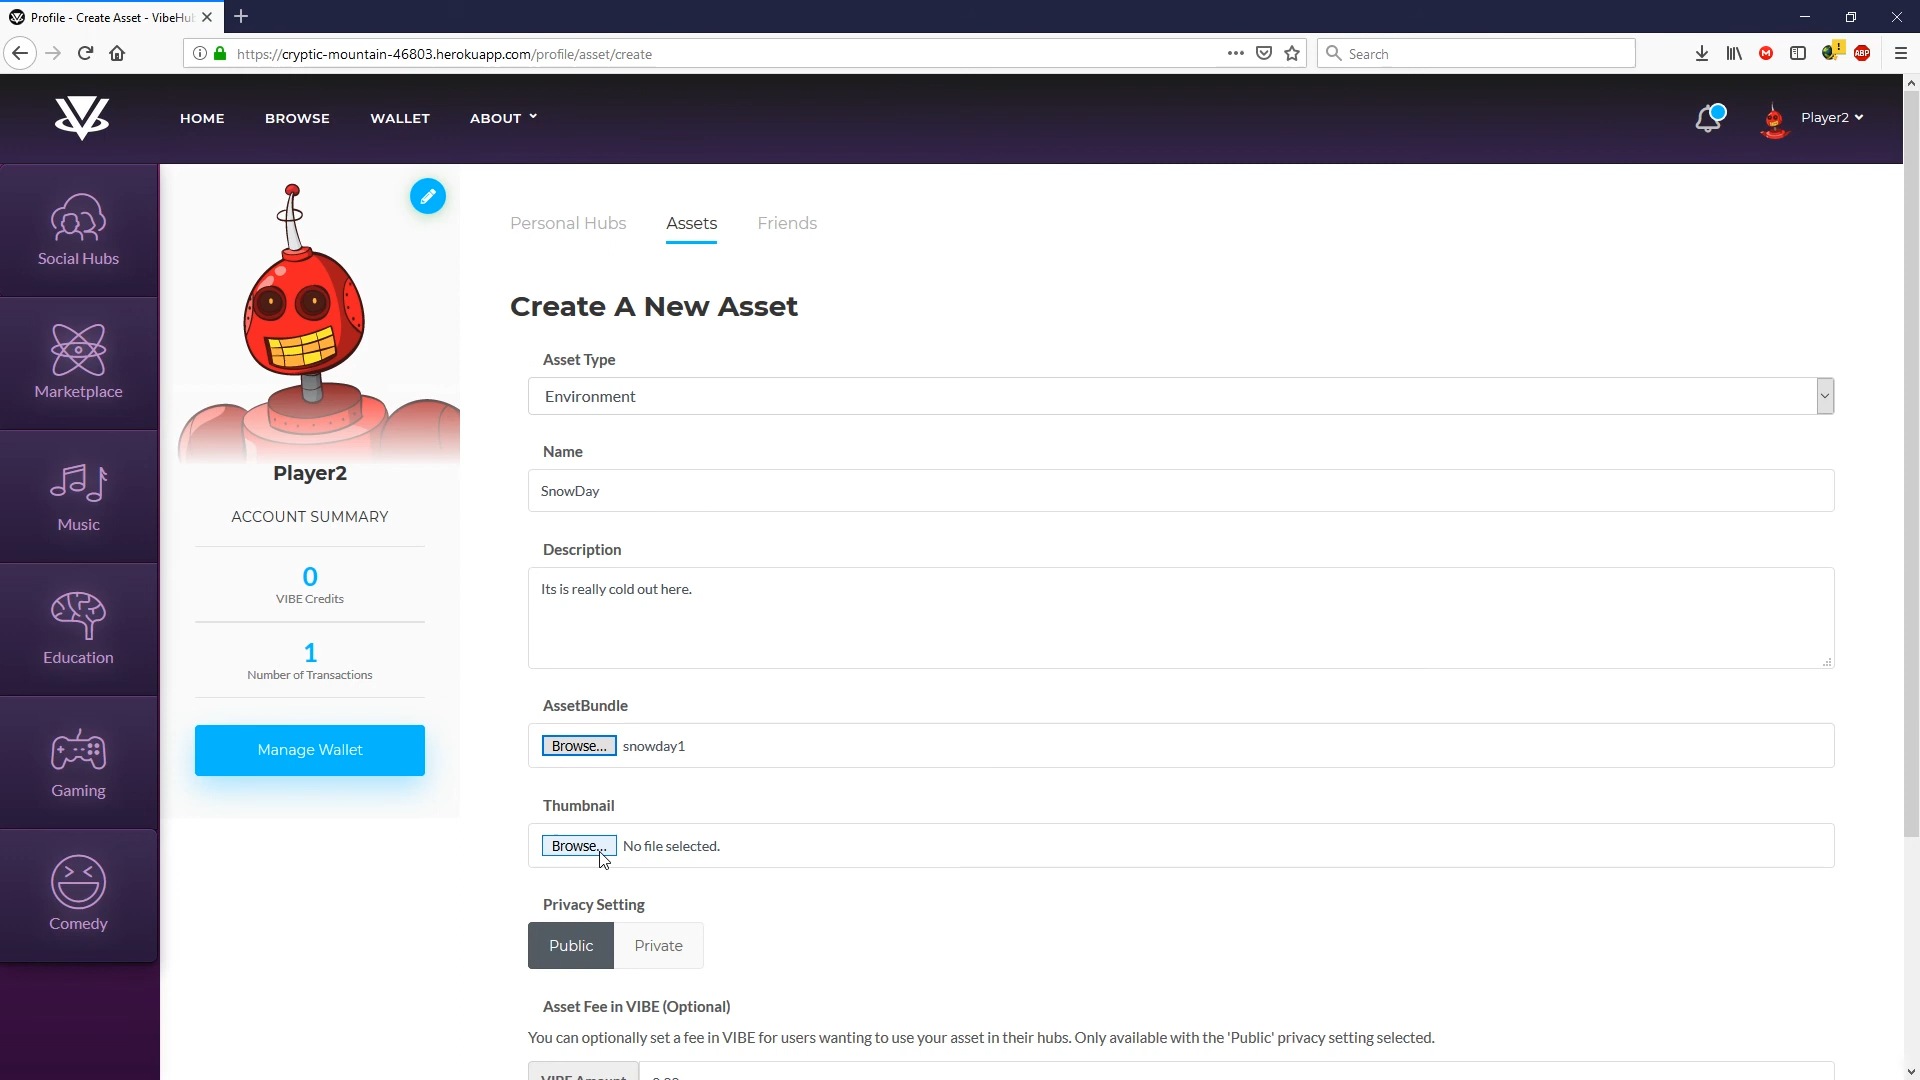 Profile - Create Asset - VibeHu
https://cryptic-mountain-46803.herokuapp.com/profile/asset/create
Search
HOME
BROWSE
WALLET
ABOUT
Player2
Social Hubs
Marketplace
Music
Education
Gaming
Comedy
Player2
ACCOUNT SUMMARY
0
VIBE Credits
1
Number of Transactions
Manage Wallet
Personal Hubs
Assets
Friends
Create A New Asset
Asset Type
Environment
Name
SnowDay
Description
Its is really cold out here.
AssetBundle
Browse... snowday1
Thumbnail
Browse... No file selected.
Privacy Setting
Public
Private
Asset Fee in VIBE (Optional)
You can optionally set a fee in VIBE for users wanting to use your asset in their hubs. Only available with the 'Public' privacy setting selected.
VIBE Amount